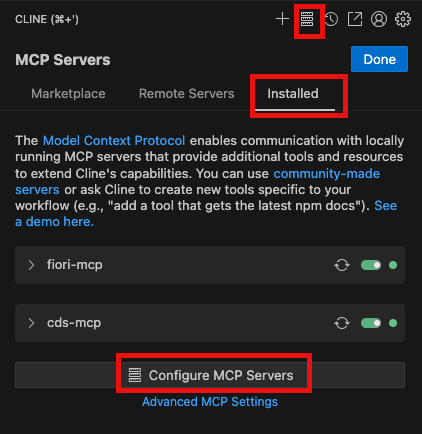 CLINE (⌘+')
MCP Servers
Done
Marketplace Remote Servers Installed
The Model Context Protocol enables communication with locally
running MCP servers that provide additional tools and resources
to extend Cline's capabilities. You can use community-made
servers or ask Cline to create new tools specific to your
workflow (e.g., "add a tool that gets the latest npm docs"). See
a demo here.
fiori-mcp
cds-mcp
Configure MCP Servers
Advanced MCP Settings